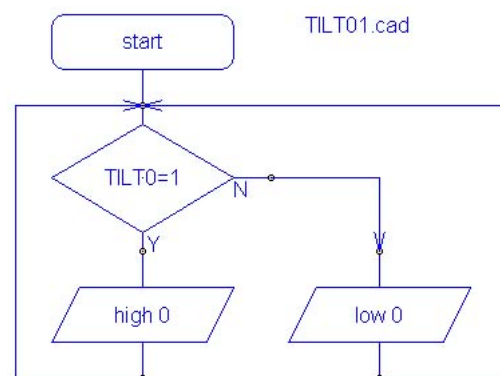 start
TILT01.cad
TILT0=1
N
Y
high 0
low 0